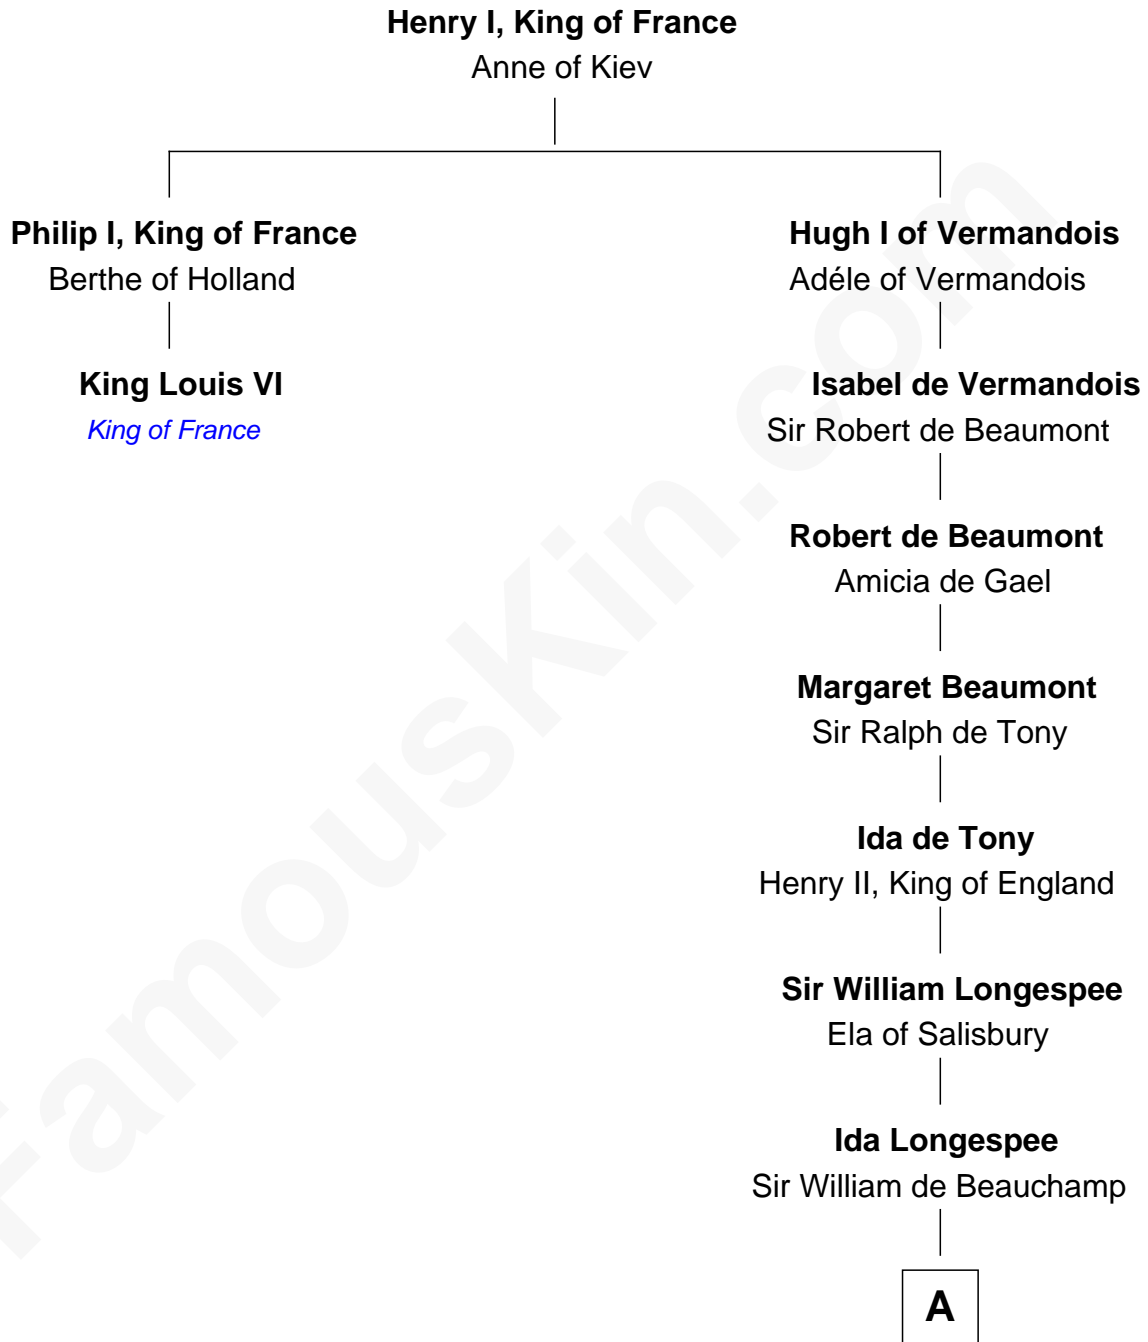 Henry I, King of France
Anne of Kiev
Philip I, King of France
Berthe of Holland
King Louis VI
King of France
Hugh I of Vermandois
Adéle of Vermandois
Isabel de Vermandois
Sir Robert de Beaumont
Robert de Beaumont
Amicia de Gael
Margaret Beaumont
Sir Ralph de Tony
Ida de Tony
Henry II, King of England
Sir William Longespee
Ela of Salisbury
Ida Longespee
Sir William de Beauchamp
A
FamousKin.com